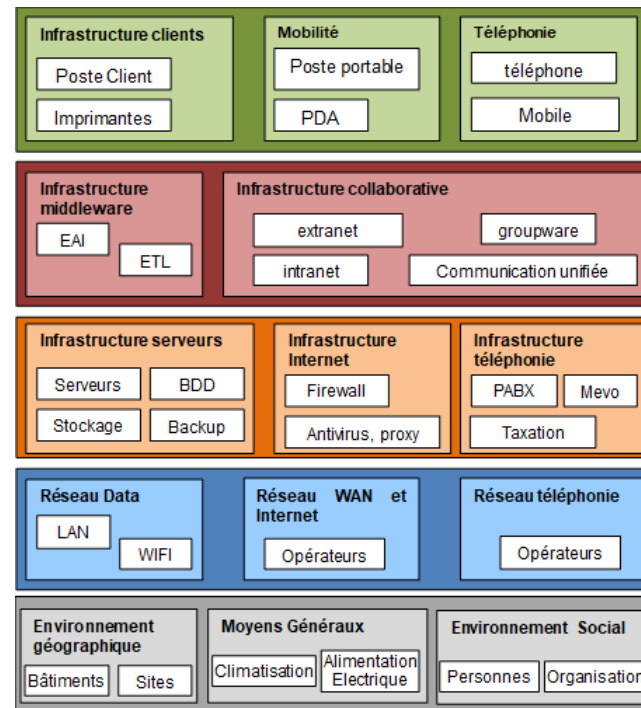 Infrastructure clients
Poste Client
Imprimantes
Mobilité
Poste portable
PDA
Téléphonie
téléphone
Mobile
Infrastructure
middleware
EAI
ETL
Infrastructure collaborative
extranet
groupware
intranet
Communication unifiée
Infrastructure serveurs
Serveurs
BDD
Stockage
Backup
Infrastructure
Internet
Firewall
Antivirus, proxy
Infrastructure
téléphonie
PABX
Mevo
Taxation
Réseau Data
LAN
WIFI
Réseau WAN et
Internet
Opérateurs
Réseau téléphonie
Opérateurs
Environnement
géographique
Bâtiments
Sites
Moyens Généraux
Climatisation
Alimentation
Electrique
Environnement Social
Personnes
Organisation